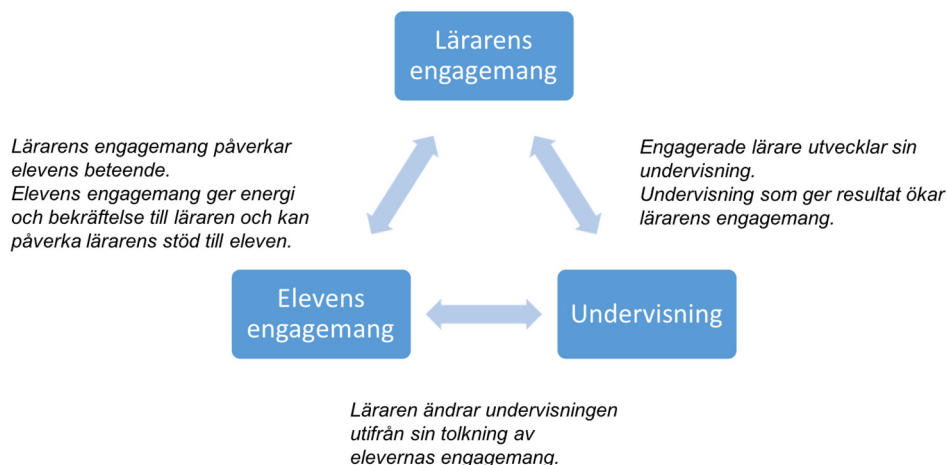 Lärarens
engagemang
Lärarens engagemang påverkar
elevens beteende.
Elevens engagemang ger energi
och bekräftelse till läraren och kan
påverka lärarens stöd till eleven.
Engagerade lärare utvecklar sin
undervisning.
Undervisning som ger resultat ökar
lärarens engagemang.
Elevens
engagemang
Undervisning
Läraren ändrar undervisningen
utifrån sin tolkning av
elevernas engagemang.